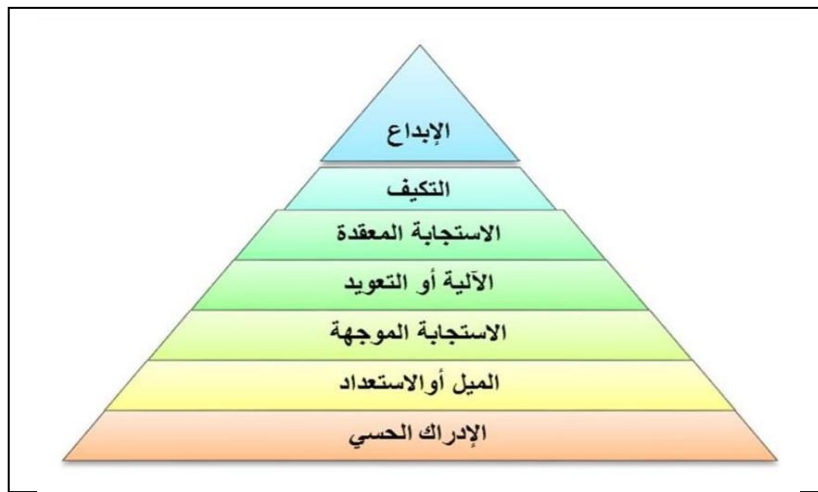 الإبداع
التكيف
الاستجابة المعقدة
الآلية أو التعويد
الاستجابة الموجهة
الميل أوالاستعداد
الإدراك الحسي